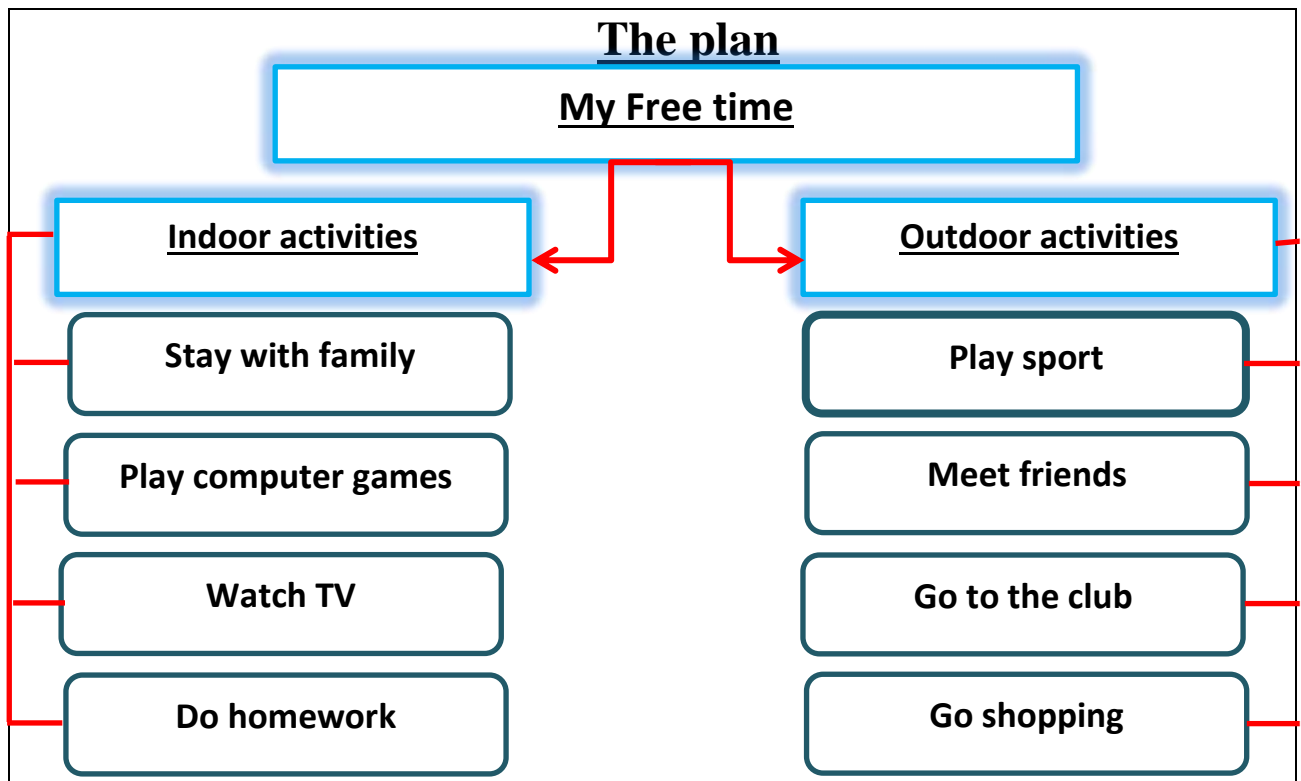 The plan
My Free time
Indoor activities
Stay with family
Play computer games
Watch TV
Do homework
Outdoor activities
Play sport
Meet friends
Go to the club
Go shopping